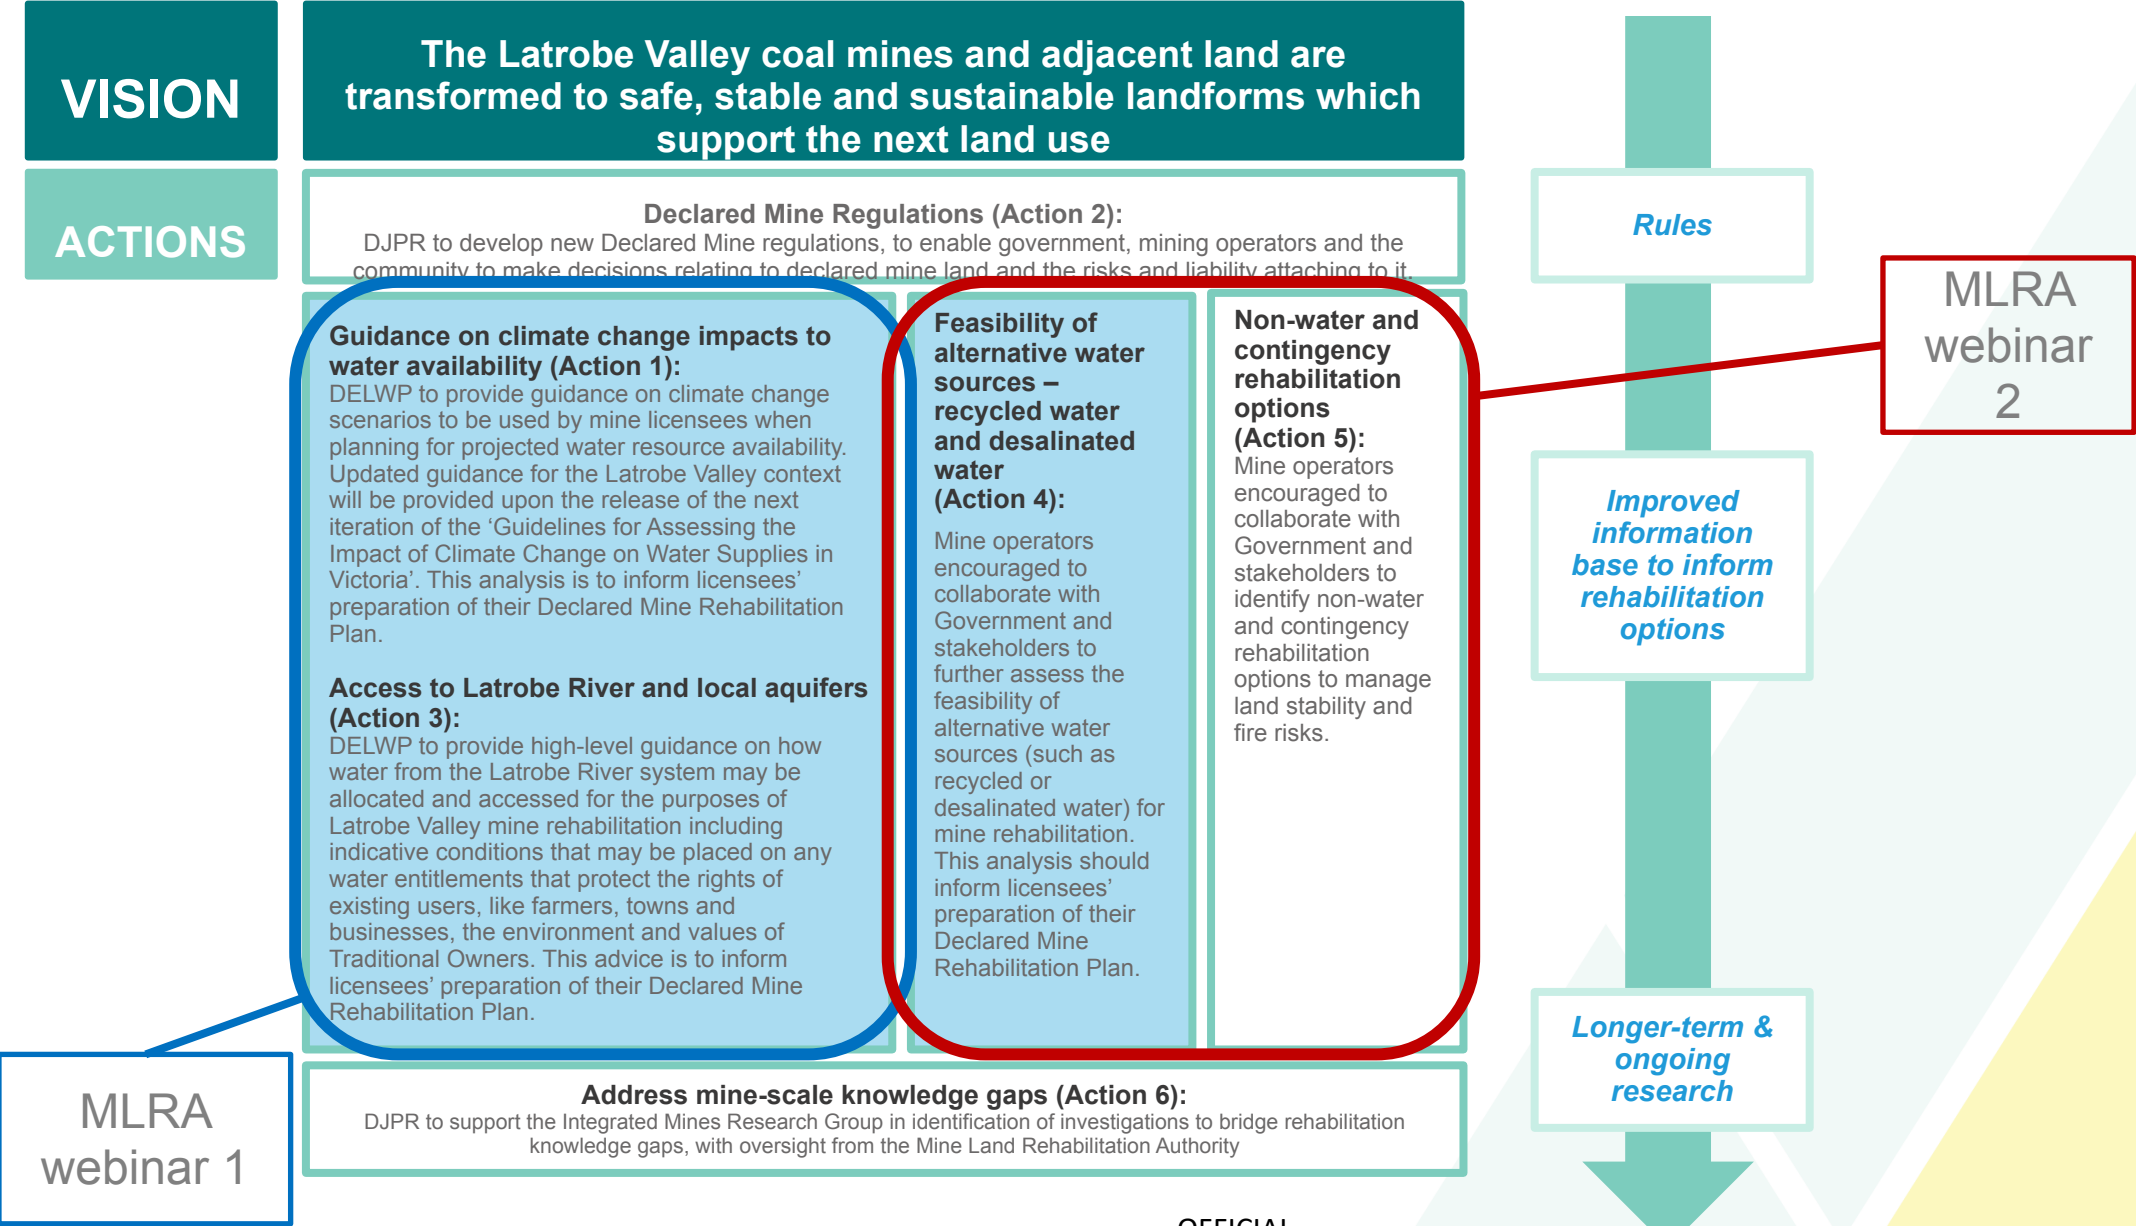 VISION
The Latrobe Valley coal mines and adjacent land are
transformed to safe, stable and sustainable landforms which
support the next land use
ACTIONS
Declared Mine Regulations (Action 2):
DJPR to develop new Declared Mine regulations, to enable government, mining operators and the
community to make decisions relating to declared mine land and the risks and liability attaching to it.
Guidance on climate change impacts to
water availability (Action 1):
DELWP to provide guidance on climate change
scenarios to be used by mine licensees when
planning for projected water resource availability.
Updated guidance for the Latrobe Valley context
will be provided upon the release of the next
iteration of the ‘Guidelines for Assessing the
Impact of Climate Change on Water Supplies in
Victoria’. This analysis is to inform licensees’
preparation of their Declared Mine Rehabilitation
Plan.
Access to Latrobe River and local aquifers
(Action 3):
DELWP to provide high-level guidance on how
water from the Latrobe River system may be
allocated and accessed for the purposes of
Latrobe Valley mine rehabilitation including
indicative conditions that may be placed on any
water entitlements that protect the rights of
existing users, like farmers, towns and
businesses, the environment and values of
Traditional Owners. This advice is to inform
licensees’ preparation of their Declared Mine
Rehabilitation Plan.
Feasibility of
alternative water
sources –
recycled water
and desalinated
water
(Action 4):
Mine operators
encouraged to
collaborate with
Government and
stakeholders to
further assess the
feasibility of
alternative water
sources (such as
recycled or
desalinated water) for
mine rehabilitation.
This analysis should
inform licensees’
preparation of their
Declared Mine
Rehabilitation Plan.
Non-water and
contingency
rehabilitation
options
(Action 5):
Mine operators
encouraged to
collaborate with
Government and
stakeholders to
identify non-water
and contingency
rehabilitation
options to manage
land stability and
fire risks.
Address mine-scale knowledge gaps (Action 6):
DJPR to support the Integrated Mines Research Group in identification of investigations to bridge rehabilitation
knowledge gaps, with oversight from the Mine Land Rehabilitation Authority
Rules
Improved
information
base to inform
rehabilitation
options
Longer-term &
ongoing
research
MLRA
webinar
2
MLRA
webinar 1
OFFICIAL